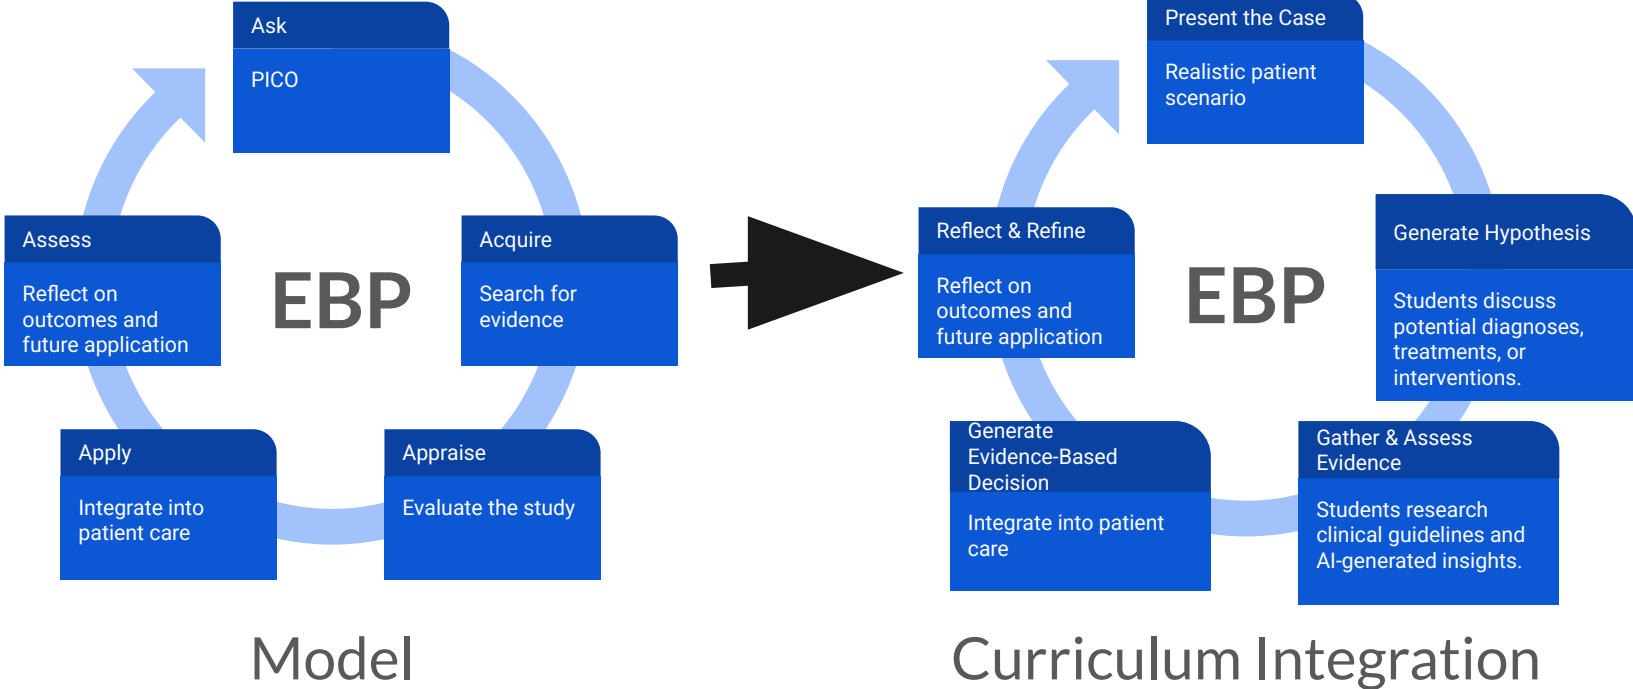 Ask
PICO
Acquire
Search for
evidence
Appraise
Evaluate the study
Apply
Integrate into
patient care
Assess
Reflect on
outcomes and
future application
EBP
Model
Present the Case
Realistic patient
scenario
Generate Hypothesis
Students discuss
potential diagnoses,
treatments, or
interventions.
Gather & Assess
Evidence
Students research
clinical guidelines and
AI-generated insights.
Generate
Evidence-Based
Decision
Integrate into patient
care
Reflect & Refine
Reflect on
outcomes and
future application
EBP
Curriculum Integration